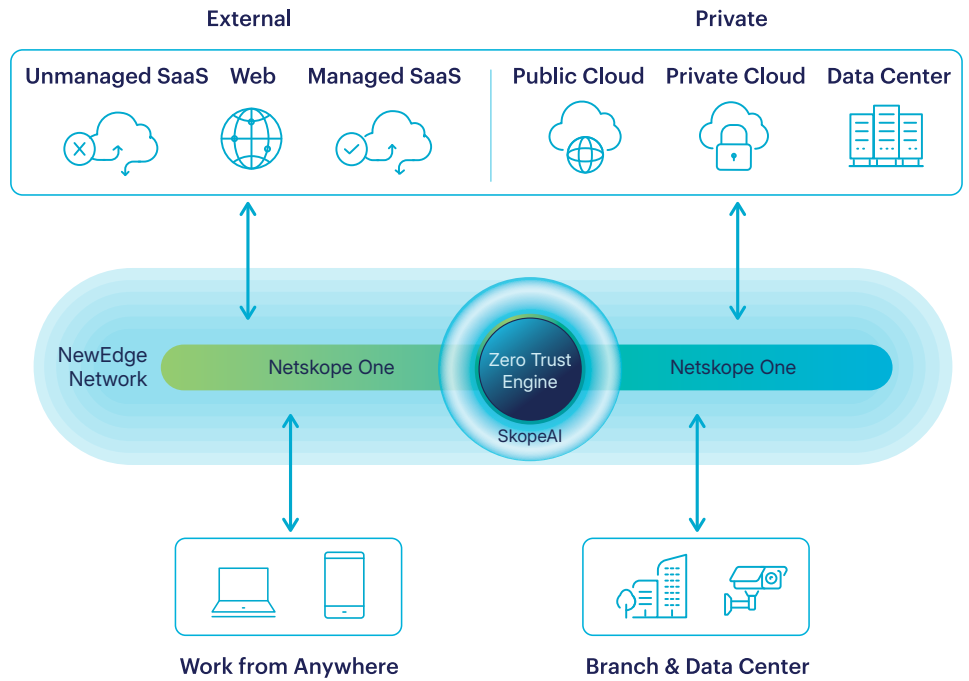 External
Private
Unmanaged SaaS
Web
Managed SaaS
Public Cloud
Private Cloud
Data Center
NewEdge
Network
Netskope One
Zero Trust
Engine
SkopeAI
Netskope One
Work from Anywhere
Branch & Data Center